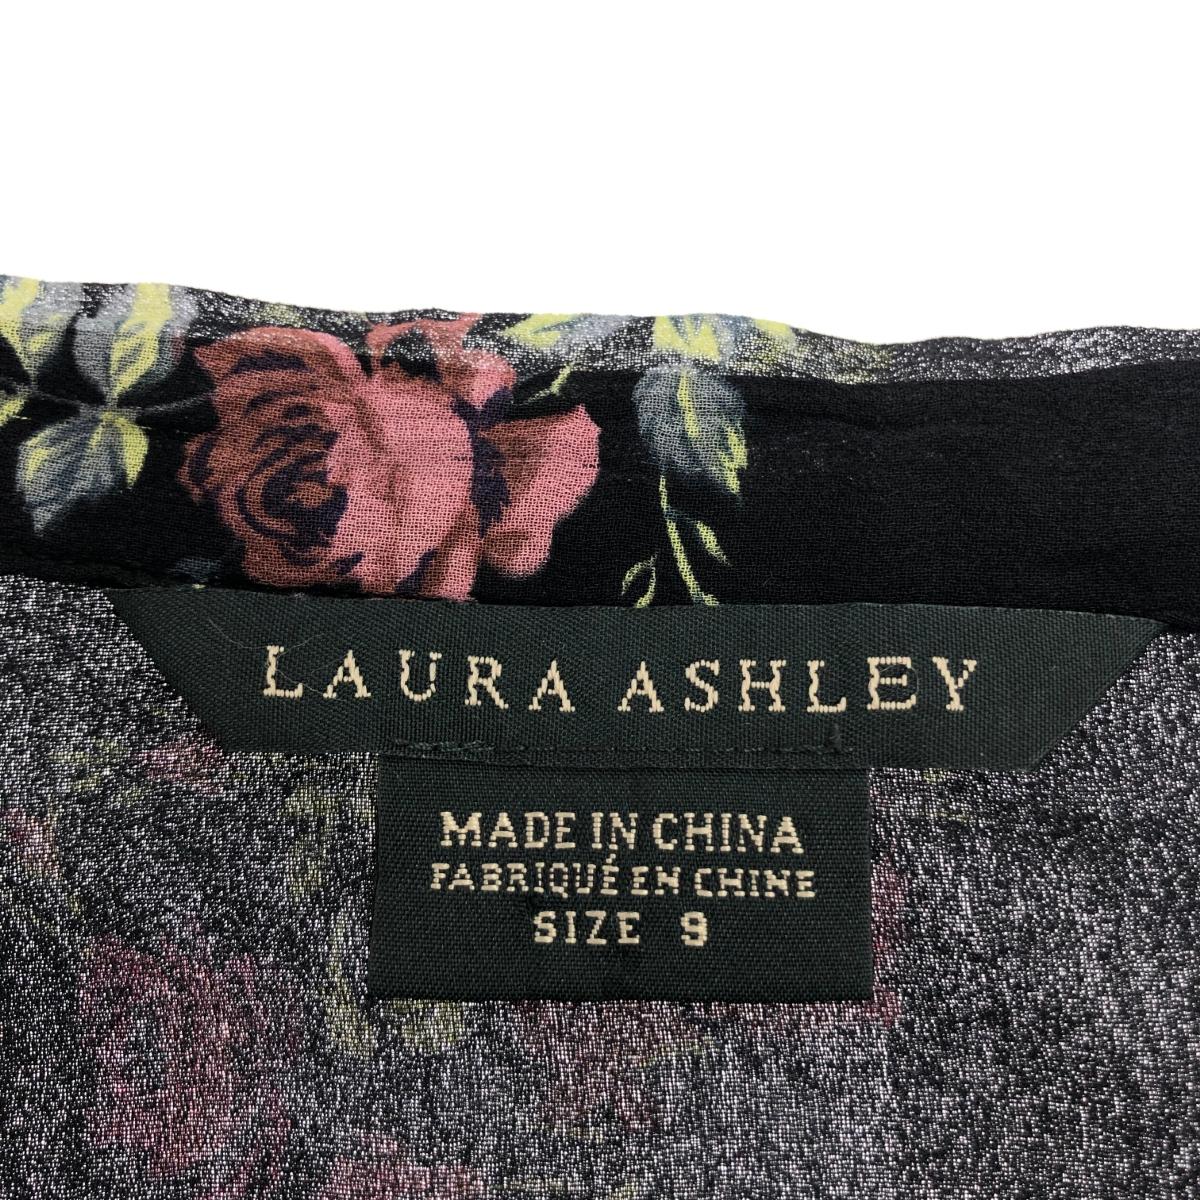 LAURA ASHLEY
MADE IN CHINA
FABRIQUÉ EN CHINE
SIZE 9